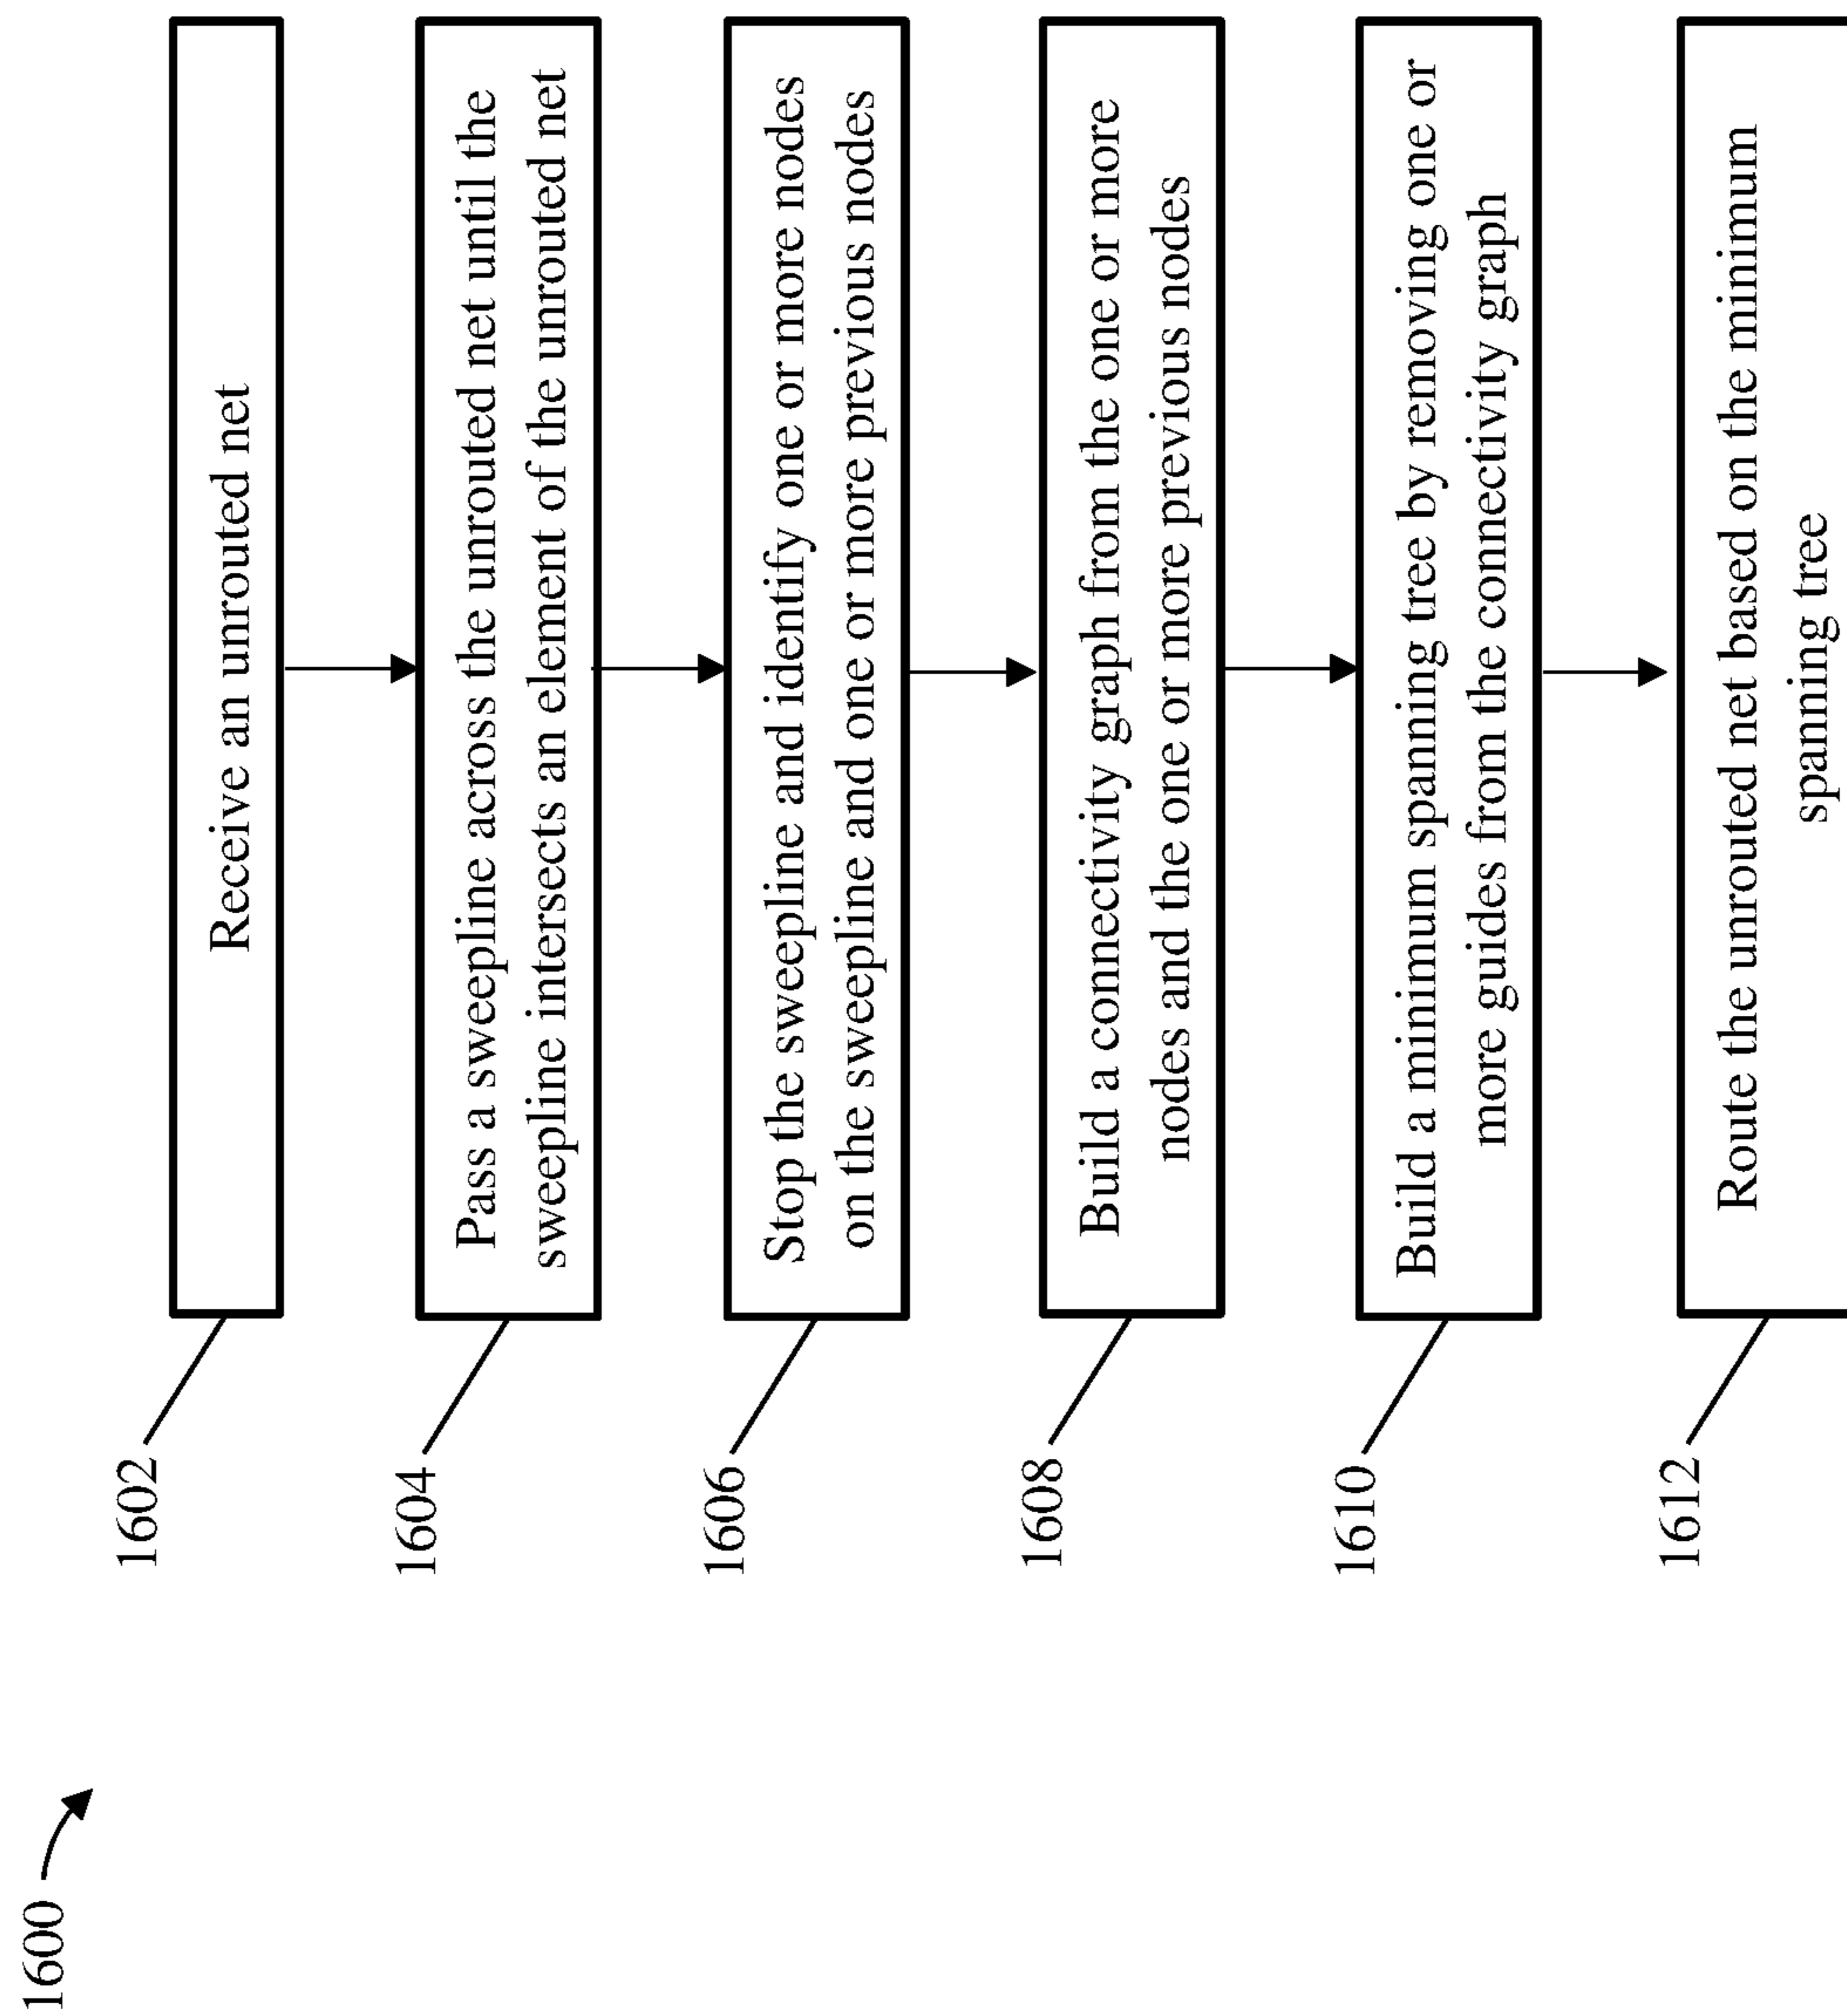 1600
1602
Receive an unrouted net
1604
Pass a sweepline across the unrouted net until the
sweepline intersects an element of the unrouted net
1606
Stop the sweepline and identify one or more nodes
on the sweepline and one or more previous nodes
1608
Build a connectivity graph from the one or more
nodes and the one or more previous nodes
1610
Build a minimum spanning tree by removing one or
more guides from the connectivity graph
1612
Route the unrouted net based on the minimum
spanning tree